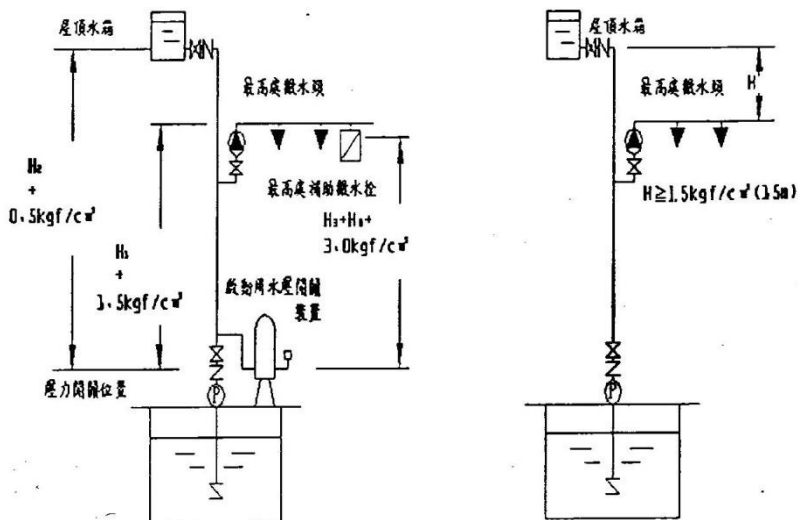 屋頂水箱
最高處撒水頭
H₂
+
0.5kgf/cm²
最高處補助撒水栓
H₃+H₄+
3.0kgf/cm²
H₁
+
1.5kgf/cm²
啟動用水壓開關
裝置
壓力開關位置
P
屋頂水箱
H
最高處撒水頭
H≧1.5kgf/cm²(15m)
P